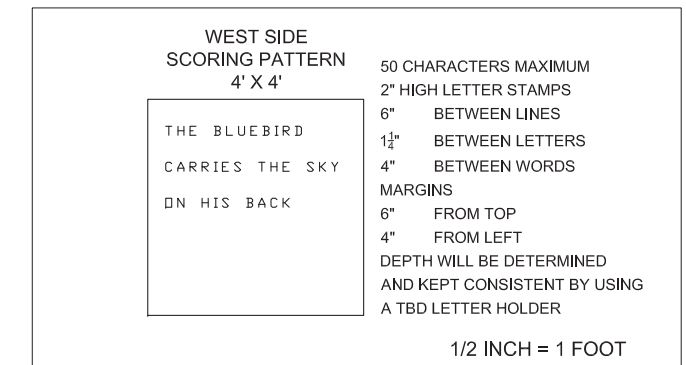 WEST SIDE
SCORING PATTERN
4' X 4'
THE BLUEBIRD
CARRIES THE SKY
ON HIS BACK
50 CHARACTERS MAXIMUM
2" HIGH LETTER STAMPS
6" BETWEEN LINES
1 1/4" BETWEEN LETTERS
4" BETWEEN WORDS
MARGINS
6" FROM TOP
4" FROM LEFT
DEPTH WILL BE DETERMINED
AND KEPT CONSISTENT BY USING
A TBD LETTER HOLDER
1/2 INCH = 1 FOOT